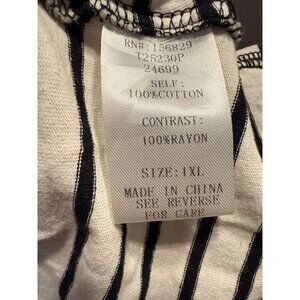 RN#: 156829
T25230P
24699
SELF:
100%COTTON
CONTRAST:
100%RAYON
SIZE: 1XL
MADE IN CHINA
SEE REVERSE
FOR CARE